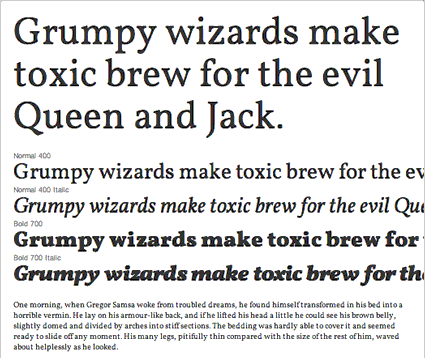 Grumpy wizards make
toxic brew for the evil
Queen and Jack.
Normal 400
Grumpy wizards make toxic brew for the ev
Normal 400 Italic
Grumpy wizards make toxic brew for the evil Que
Bold 700
Grumpy wizards make toxic brew for
Bold 700 Italic
Grumpy wizards make toxic brew for the
One morning, when Gregor Samsa woke from troubled dreams, he found himself transformed in his bed into a
horrible vermin. He lay on his armour-like back, and if he lifted his head a little he could see his brown belly,
slightly domed and divided by arches into stiff sections. The bedding was hardly able to cover it and seemed
ready to slide off any moment. His many legs, pitifully thin compared with the size of the rest of him, waved
about helplessly as he looked.